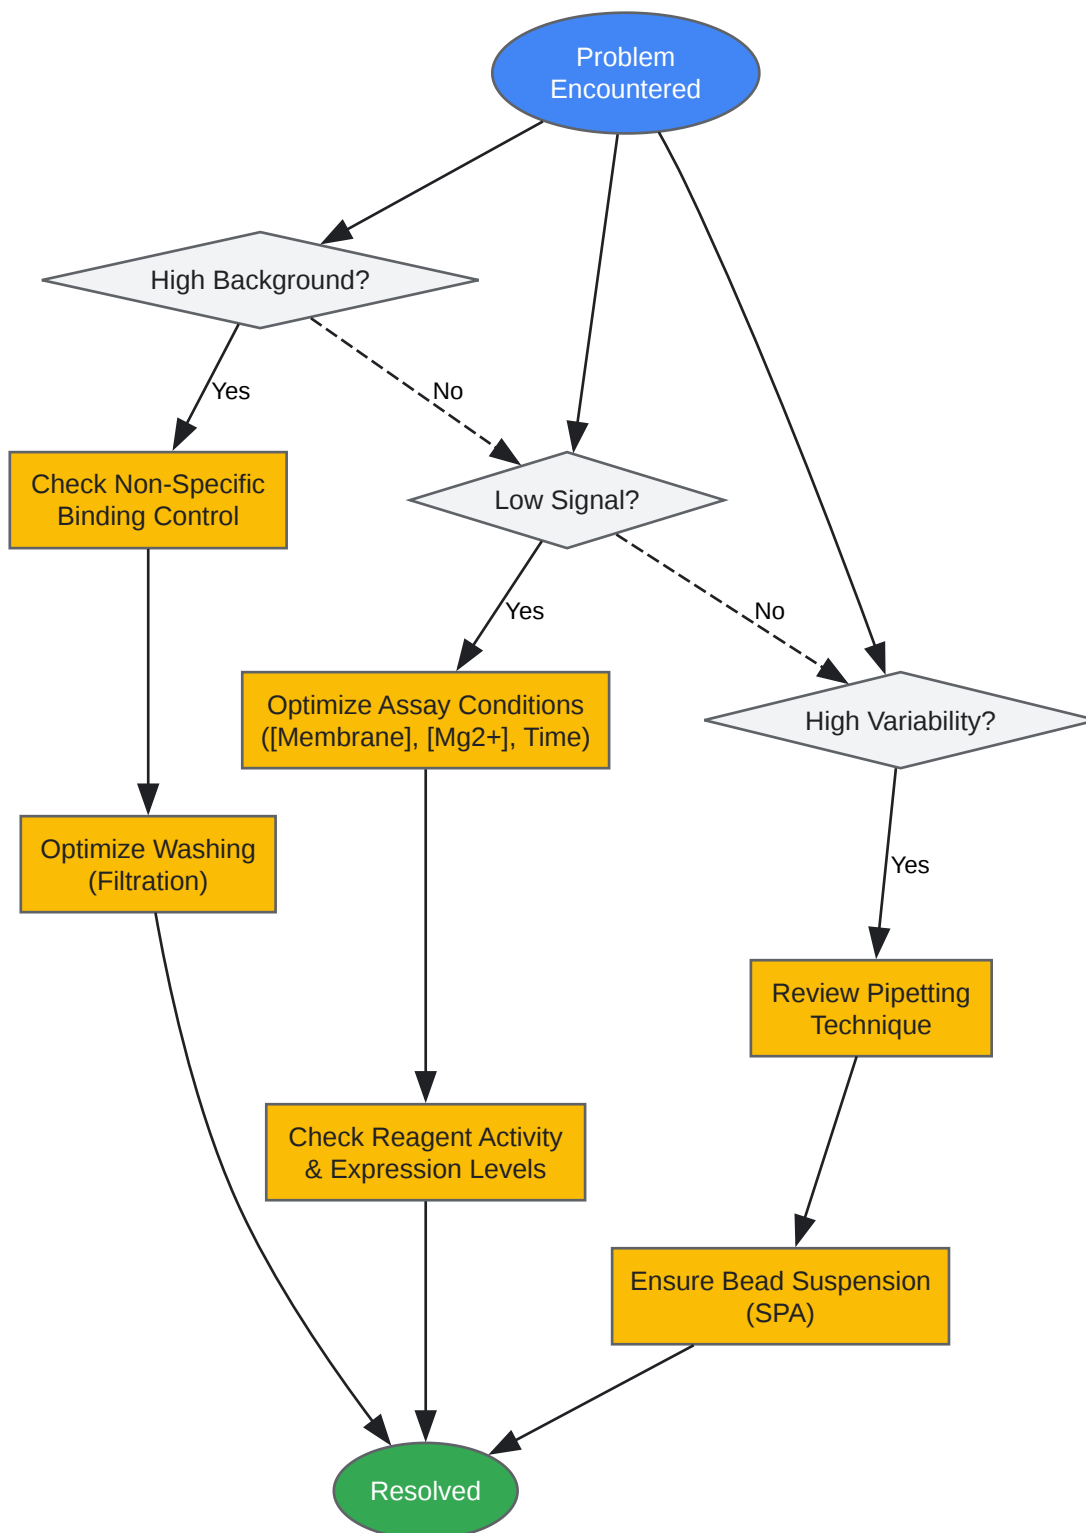 Problem
Encountered
High Background?
Yes
No
Check Non-Specific
Binding Control
Low Signal?
Yes
No
Optimize Assay Conditions
([Membrane], [Mg2+], Time)
High Variability?
Optimize Washing
(Filtration)
Yes
Review Pipetting
Technique
Check Reagent Activity
& Expression Levels
Ensure Bead Suspension
(SPA)
Resolved